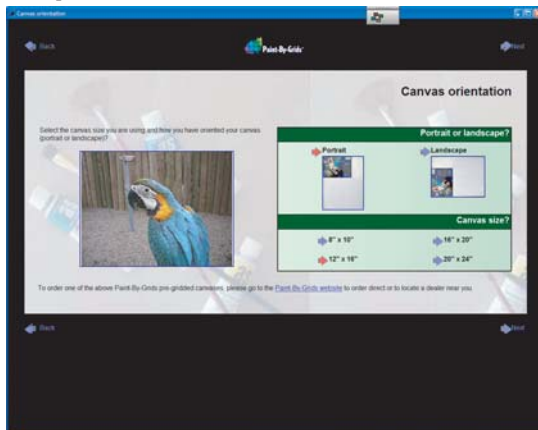 Canvas orientation
Back
Paint-By-Grids
Next
Canvas orientation
Select the canvas size you are using and how you have oriented your canvas
(portrait or landscape)?
Portrait or landscape?
Portrait
Landscape
Canvas size?
8" x 10"
16" x 20"
12" x 16"
20" x 24"
To order one of the above Paint-By-Grids pre-gridded canvases, please go to the Paint-By-Grids website to order direct or to locate a dealer near you.
Back
Next